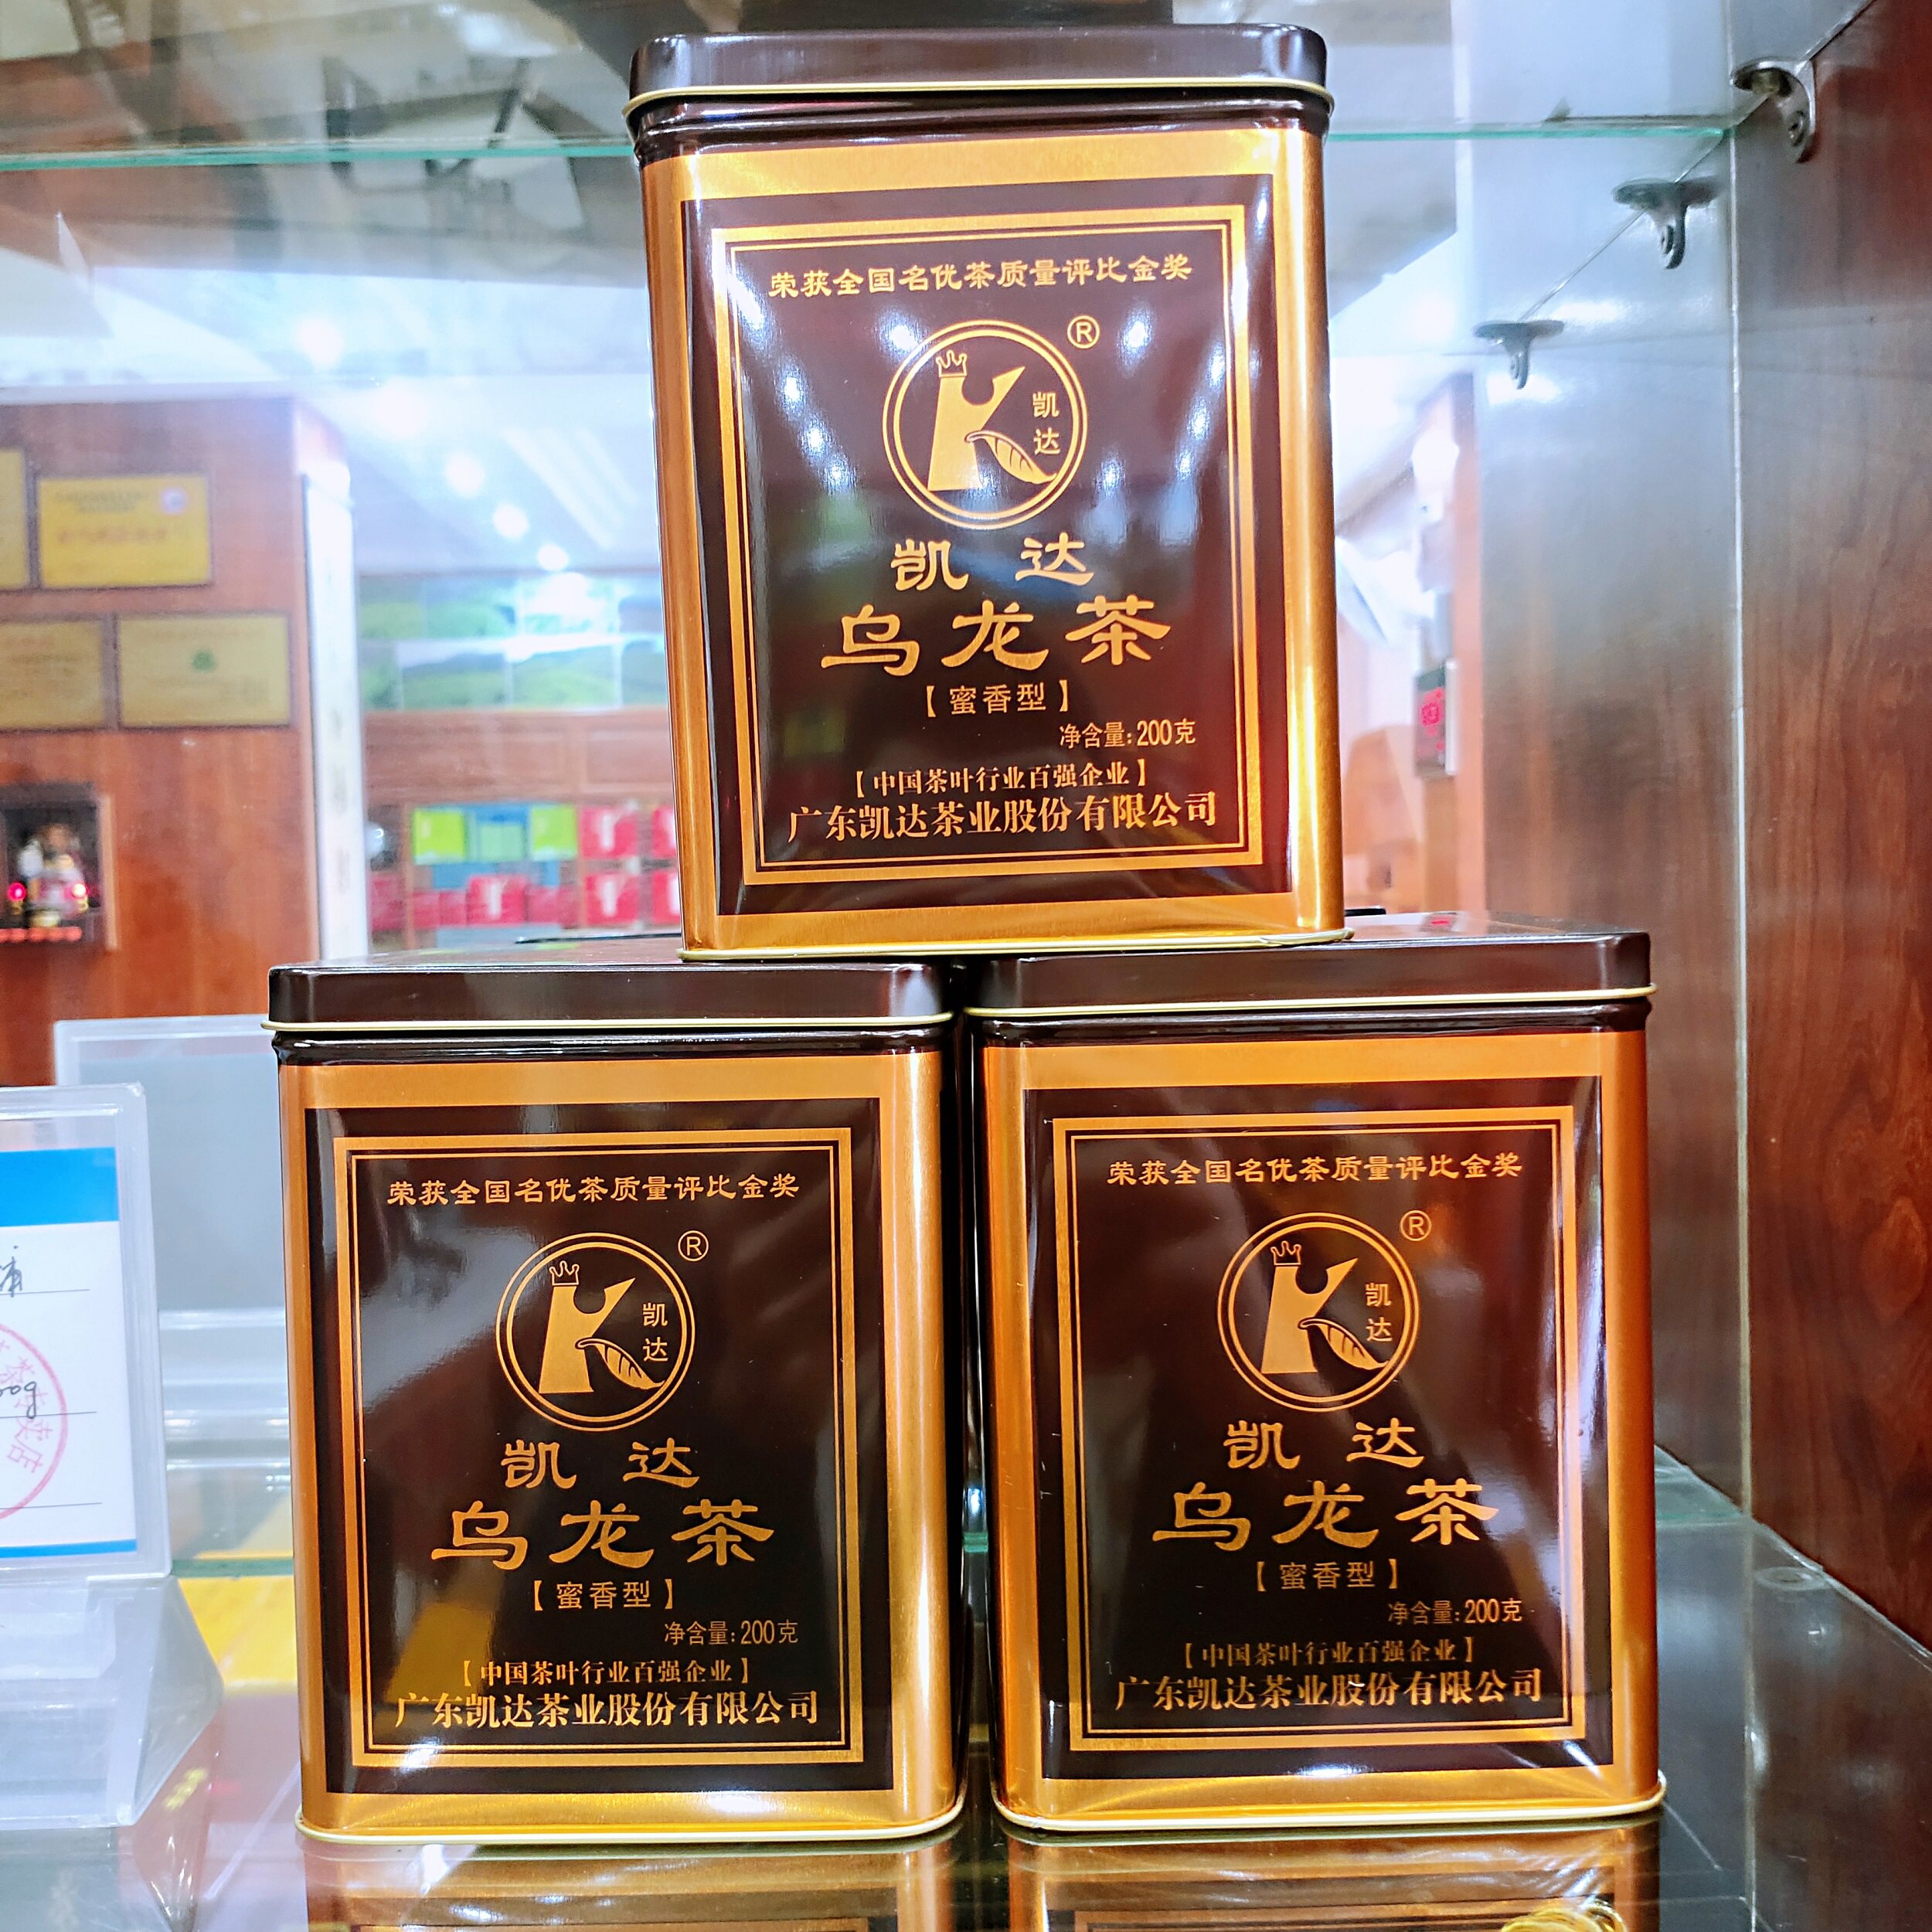 荣获全国名优茶质量评比金奖
®
凯
达
凯达
乌龙茶
【蜜香型】
净含量:200克
【中国茶叶行业百强企业】
广东凯达茶业股份有限公司
荣获全国名优茶质量评比金奖
®
凯
达
凯达
乌龙茶
【蜜香型】
净含量:200克
【中国茶叶行业百强企业】
广东凯达茶业股份有限公司
荣获全国名优茶质量评比金奖
®
凯
达
凯达
乌龙茶
【蜜香型】
净含量:200克
【中国茶叶行业百强企业】
广东凯达茶业股份有限公司